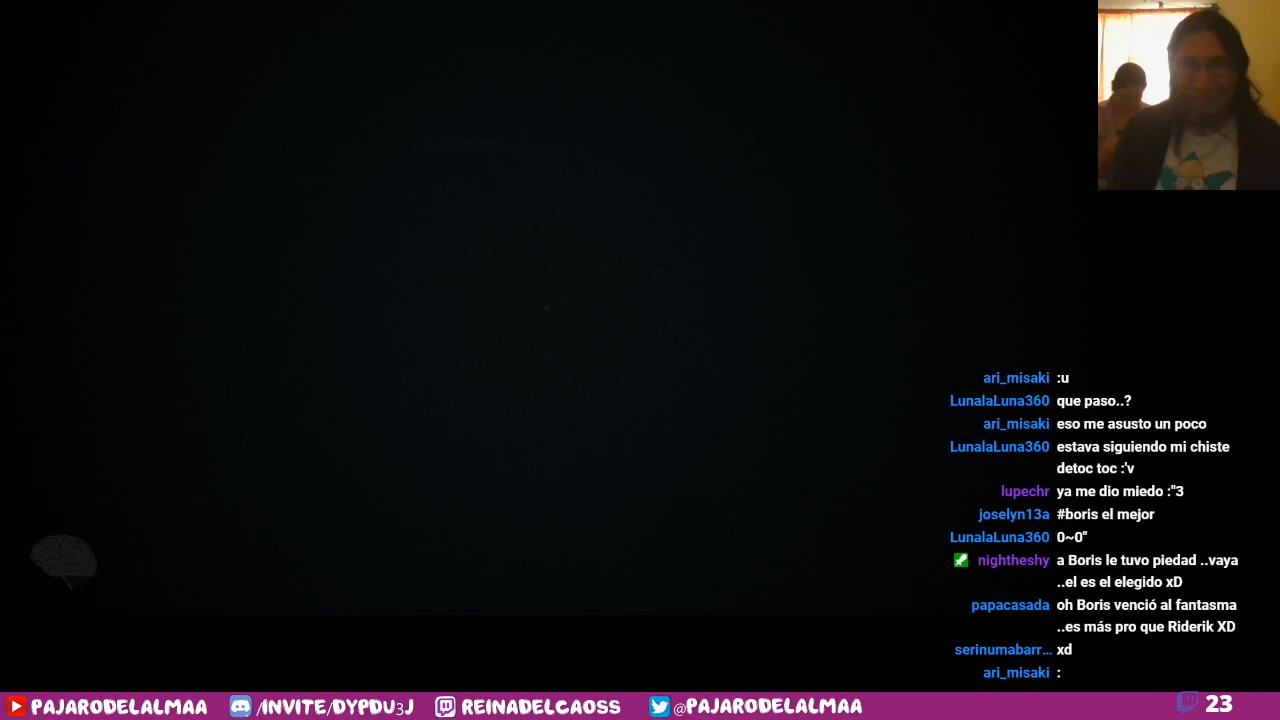 ari_misaki :u
LunalaLuna360 que paso..?
ari_misaki eso me asusto un poco
LunalaLuna360 estava siguiendo mi chiste
detoc toc :'v
lupechr ya me dio miedo :"3
joselyn13a #boris el mejor
LunalaLuna360 0~0"
nightheshy a Boris le tuvo piedad ..vaya
..el es el elegido xD
papacasada oh Boris venció al fantasma
..es más pro que Riderik XD
serinumabarr... xd
ari_misaki :
PAJARODELALMAA /INVITE/DYPDU3J REINADELCAOSS @PAJARODELALMAA 23